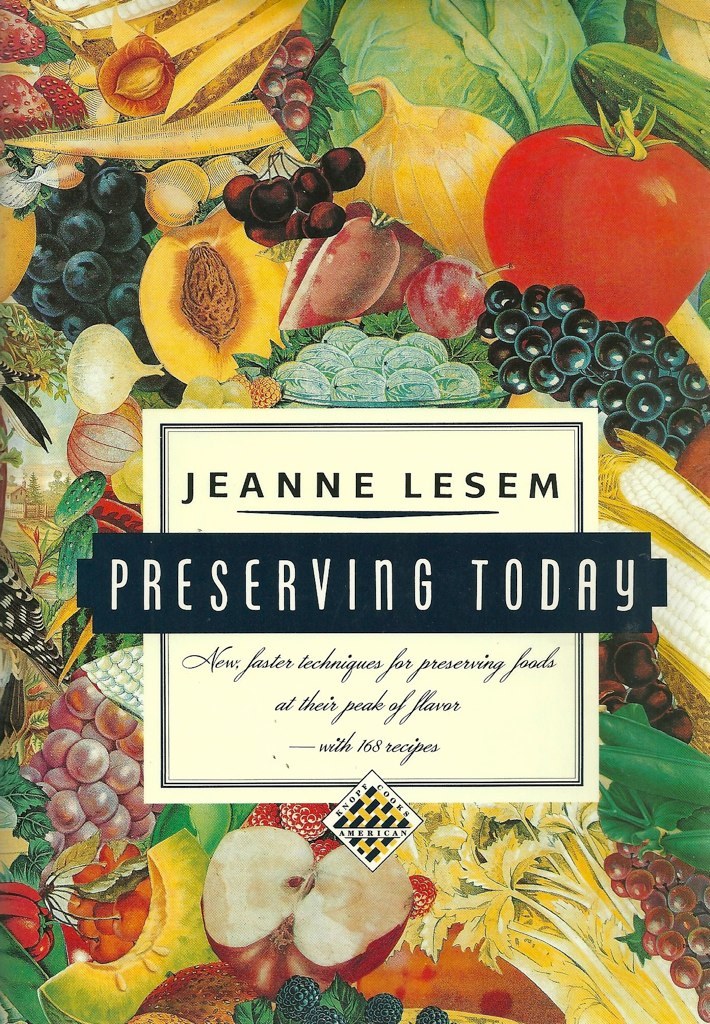 JEANNE LESEM
PRESERVING TODAY
New, faster techniques for preserving foods
at their peak of flavor
—with 168 recipes
KNOPF COOKS
AMERICAN